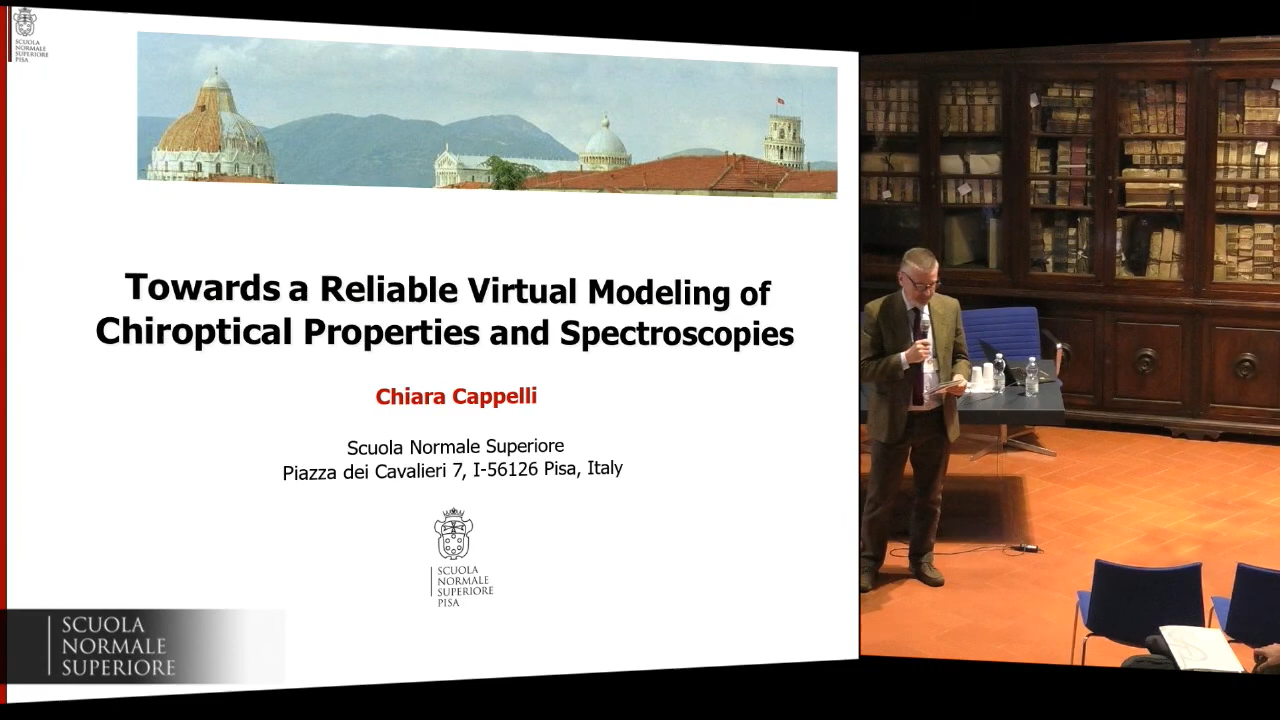 SCUOLA
NORMALE
SUPERIORE
PISA
Towards a Reliable Virtual Modeling of
Chiroptical Properties and Spectroscopies
Chiara Cappelli
Scuola Normale Superiore
Piazza dei Cavalieri 7, I-56126 Pisa, Italy
SCUOLA
NORMALE
SUPERIORE
PISA
SCUOLA
NORMALE
SUPERIORE